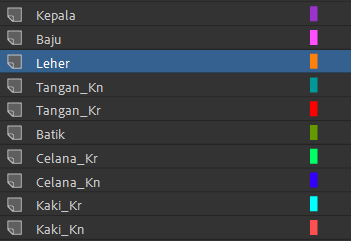 Kepala
Baju
Leher
Tangan_Kn
Tangan_Kr
Batik
Celana_Kr
Celana_Kn
Kaki_Kr
Kaki_Kn